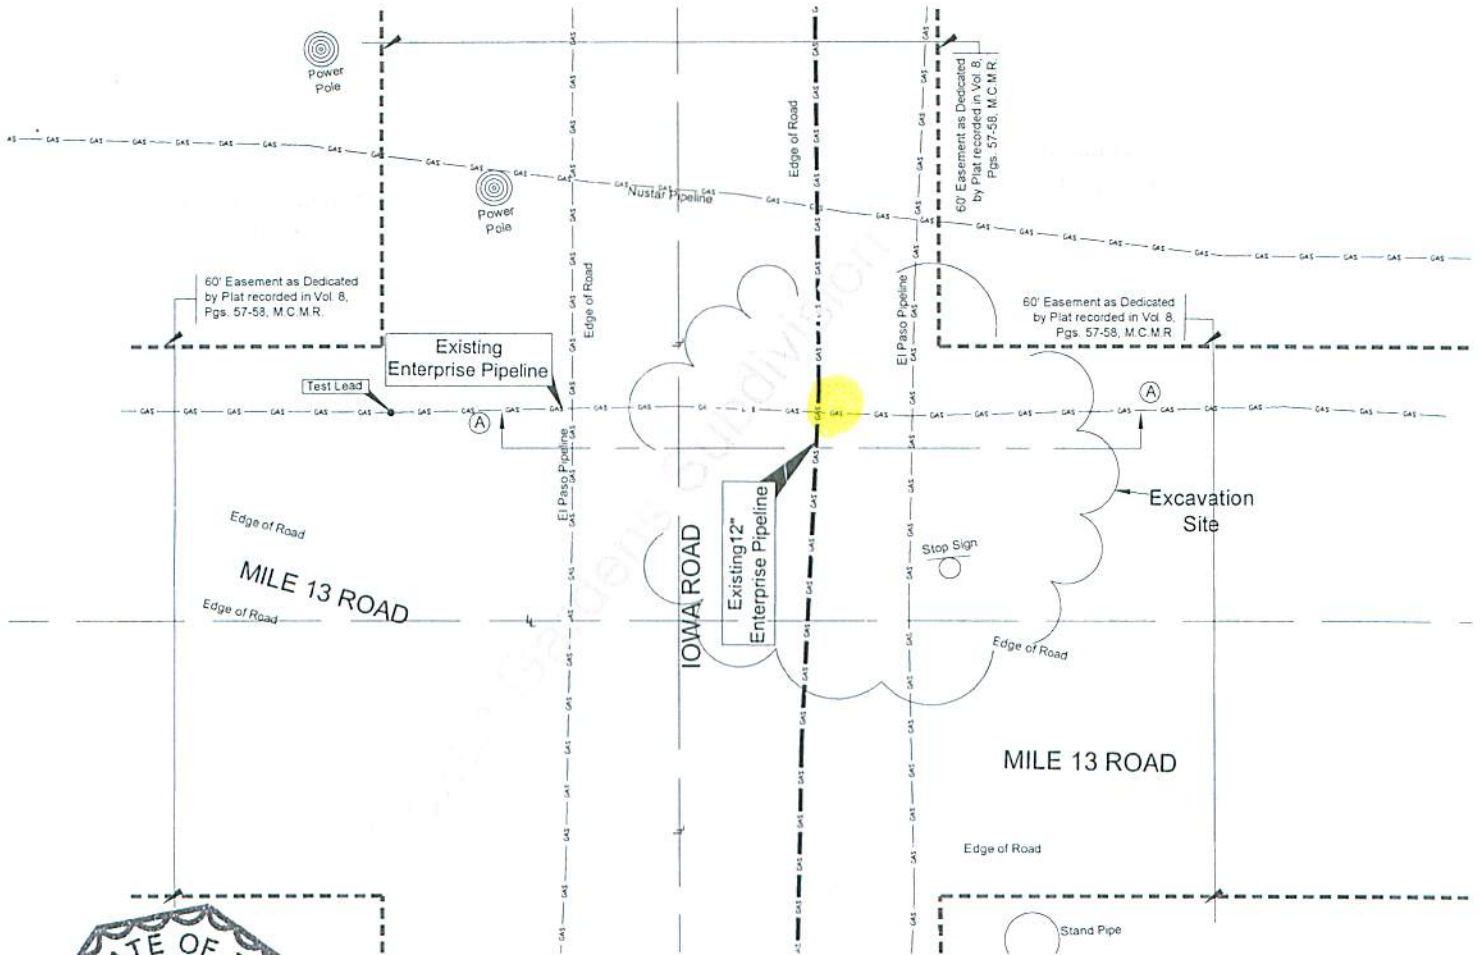 Power
Pole
60' Easement as Dedicated
by Plat recorded in Vol. 8,
Pgs. 57-58, M.C.M.R.
Edge of Road
Nustar Pipeline
Power
Pole
60' Easement as Dedicated
by Plat recorded in Vol. 8,
Pgs. 57-58, M.C.M.R.
Edge of Road
El Paso Pipeline
60' Easement as Dedicated
by Plat recorded in Vol. 8,
Pgs. 57-58, M.C.M.R.
Existing
Enterprise Pipeline
Test Lead
A
A
El Paso Pipeline
Existing12"
Enterprise Pipeline
Excavation
Site
Edge of Road
MILE 13 ROAD
Edge of Road
IOWA ROAD
Stop Sign
Edge of Road
MILE 13 ROAD
Edge of Road
Stand Pipe
GAS
Gardens Subdivision